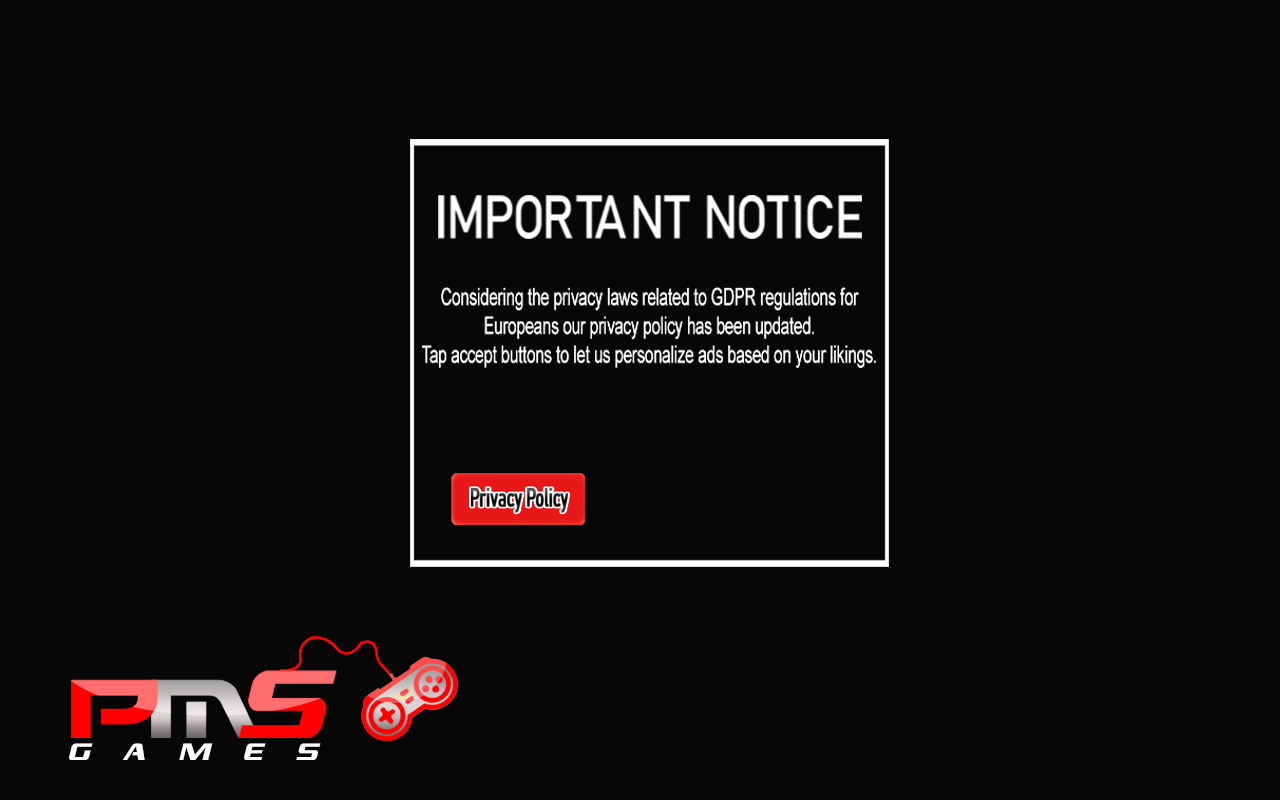 IMPORTANT NOTICE
Considering the privacy laws related to GDPR regulations for
Europeans our privacy policy has been updated.
Tap accept buttons to let us personalize ads based on your likings.
Privacy Policy
PMS
GAMES